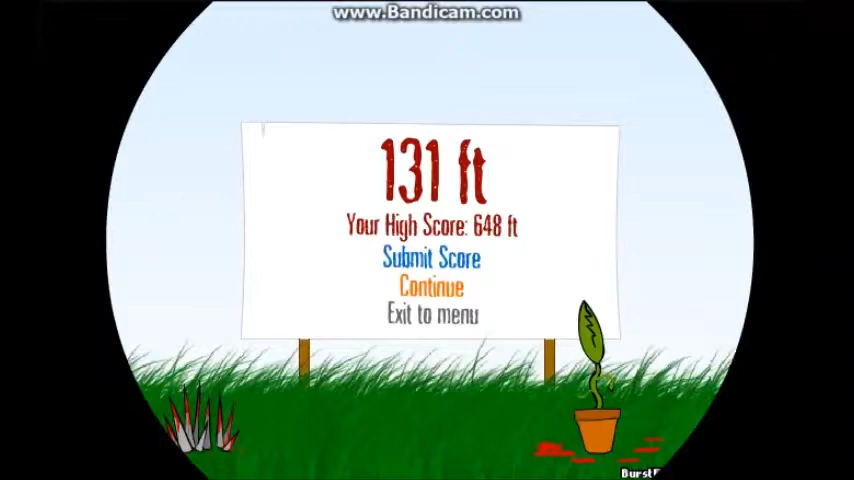 www.Bandicam.com
131 ft
Your High Score: 648 ft
Submit Score
Continue
Exit to menu